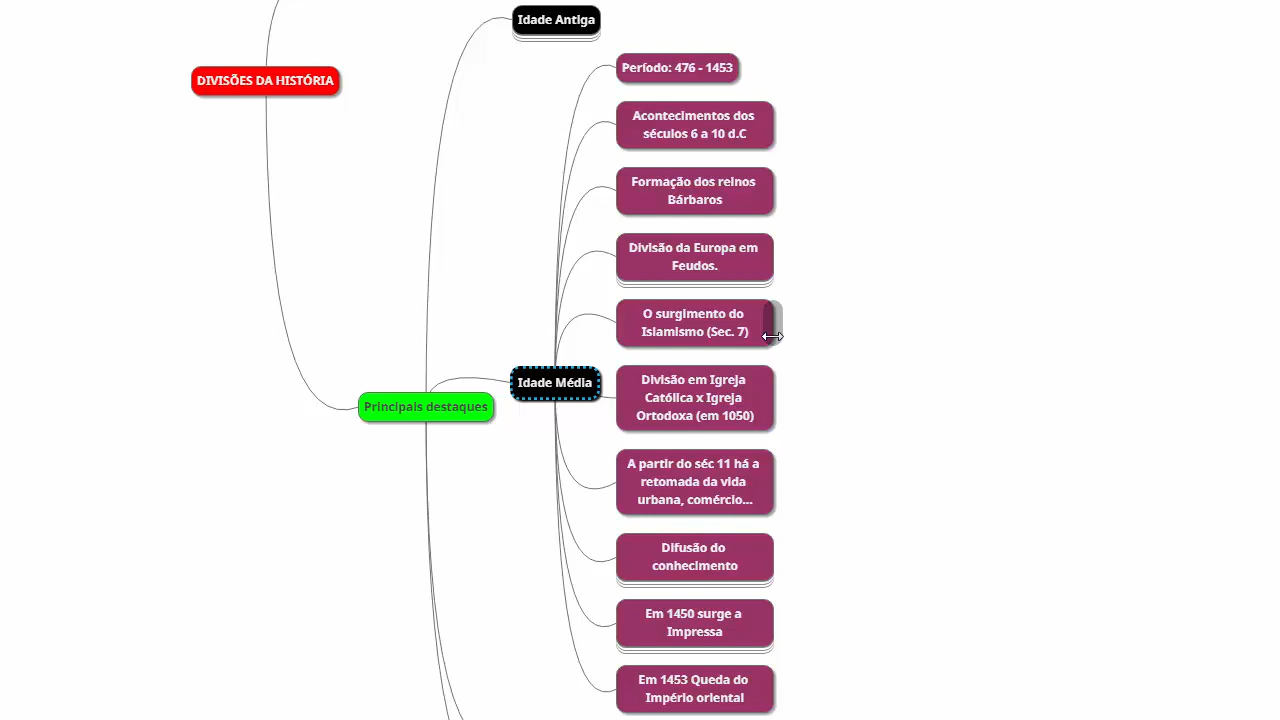 Idade Antiga
DIVISÕES DA HISTÓRIA
Período: 476 - 1453
Acontecimentos dos
séculos 6 a 10 d.C
Formação dos reinos
Bárbaros
Divisão da Europa em
Feudos.
O surgimento do
Islamismo (Sec. 7)
Idade Média
Principais destaques
Divisão em Igreja
Católica x Igreja
Ortodoxa (em 1050)
A partir do séc 11 há a
retomada da vida
urbana, comércio...
Difusão do
conhecimento
Em 1450 surge a
Impressa
Em 1453 Queda do
Império oriental